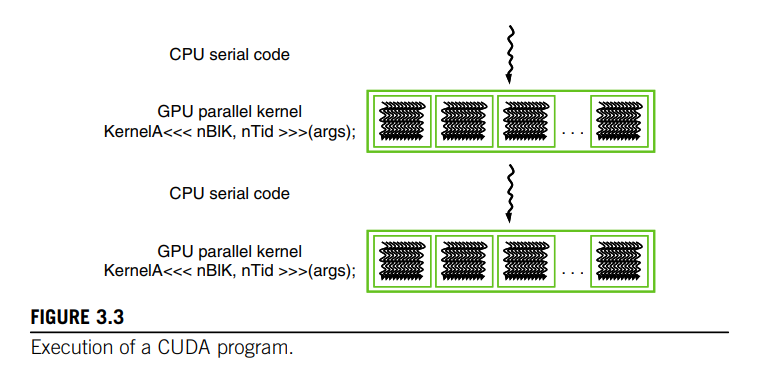 CPU serial code
GPU parallel kernel
KernelA<<< nBlK, nTid >>>(args);
. . .
CPU serial code
GPU parallel kernel
KernelA<<< nBlK, nTid >>>(args);
. . .
FIGURE 3.3
Execution of a CUDA program.